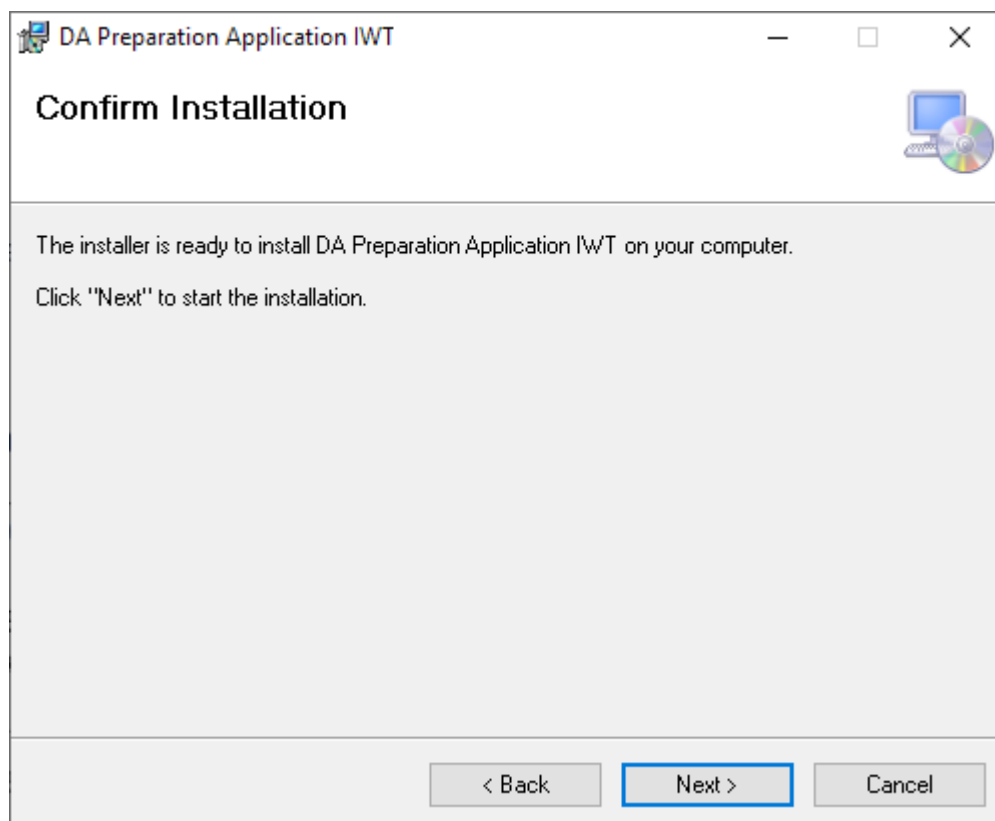 DA Preparation Application IWT
Confirm Installation
The installer is ready to install DA Preparation Application IWT on your computer.
Click "Next" to start the installation.
< Back
Next >
Cancel